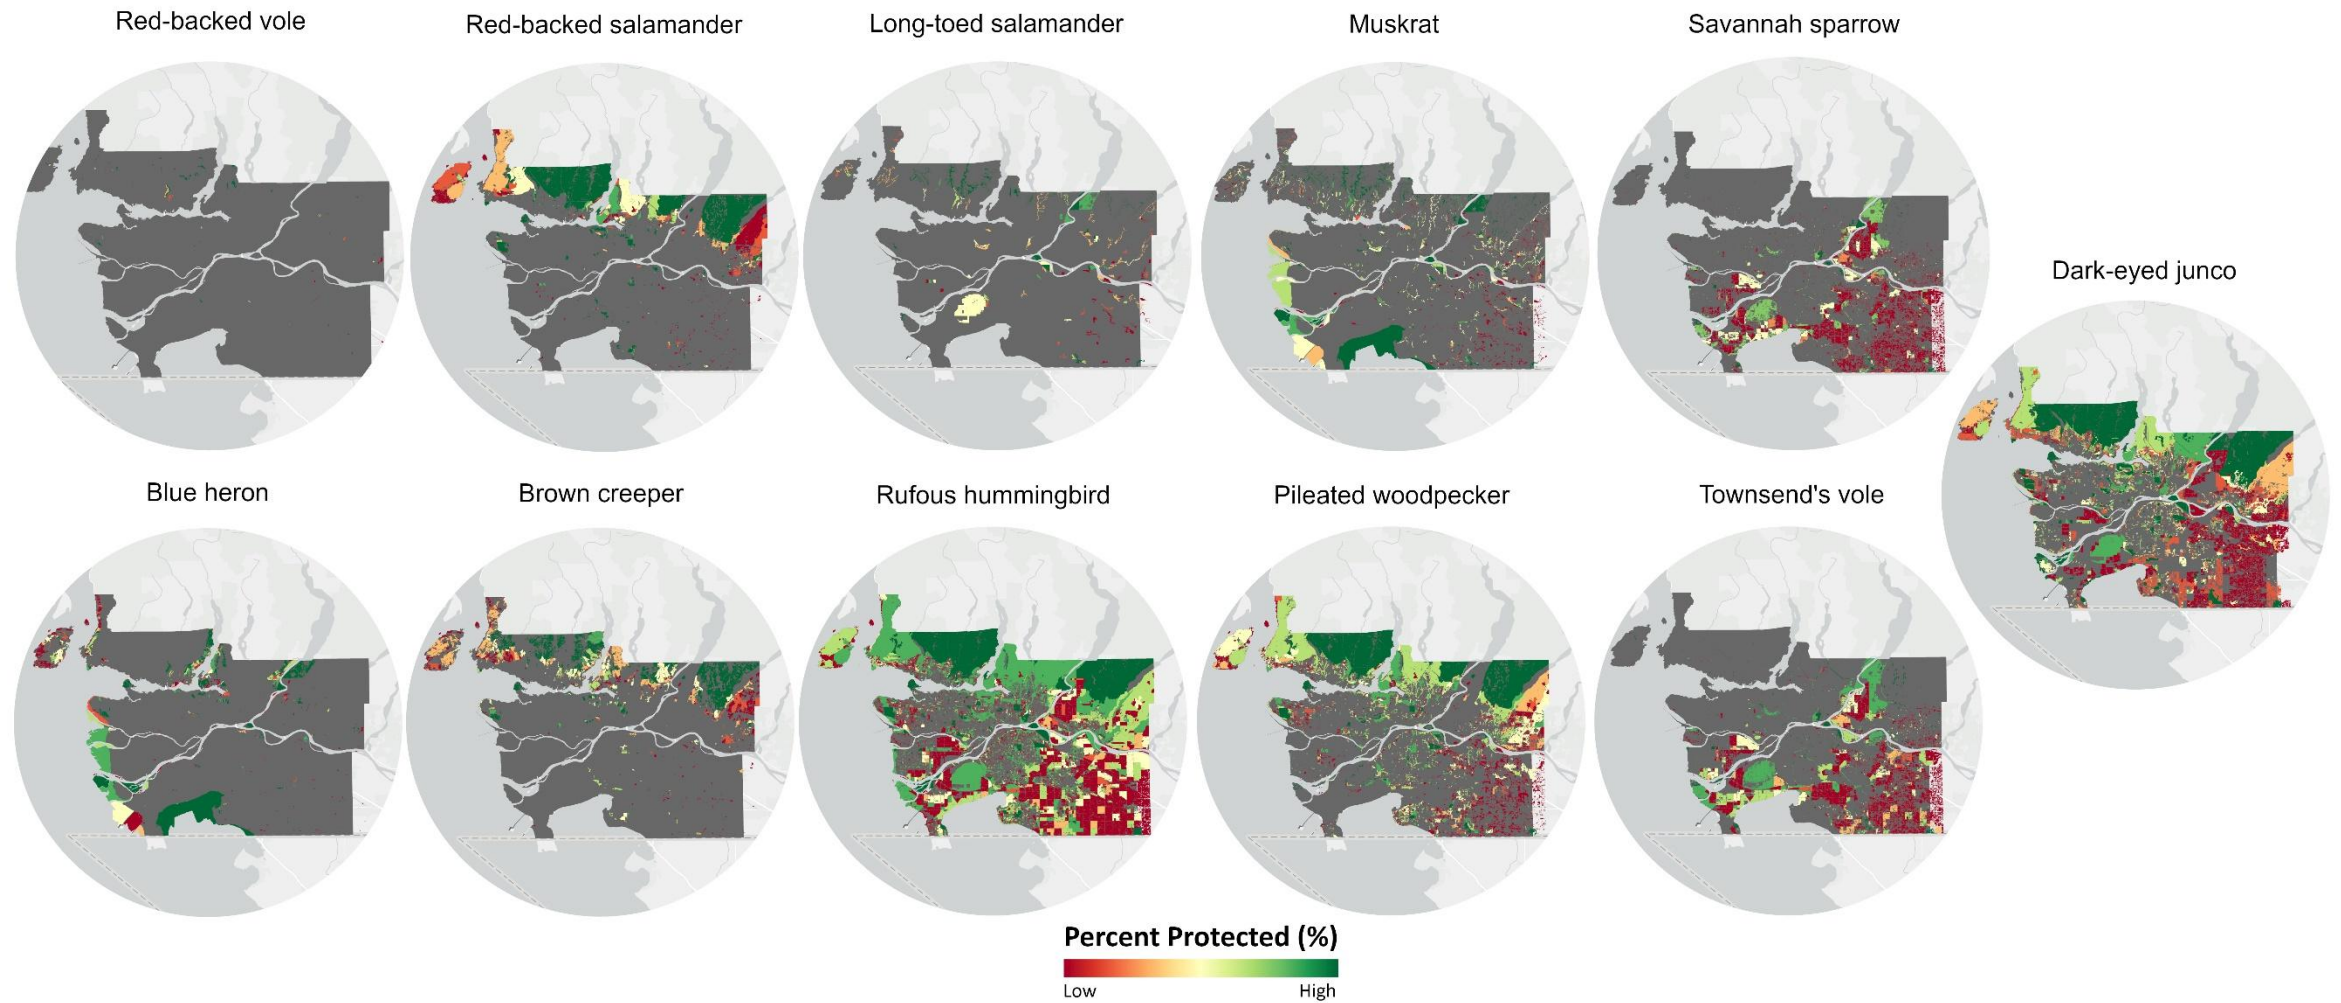 Red-backed vole
Red-backed salamander
Long-toed salamander
Muskrat
Savannah sparrow
Dark-eyed junco
Blue heron
Brown creeper
Rufous hummingbird
Pileated woodpecker
Townsend's vole
Percent Protected (%)
Low
High